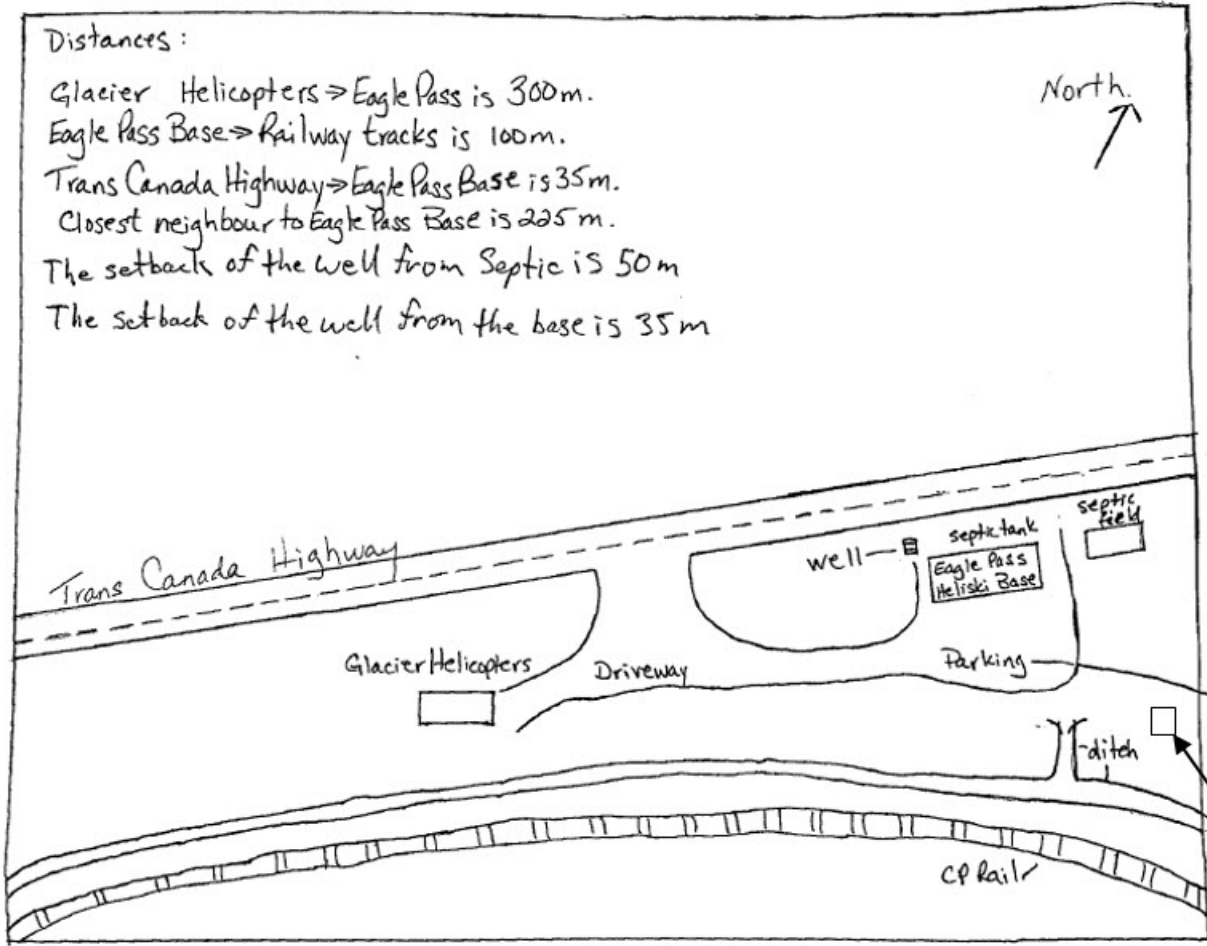 Distances:
Glacier Helicopters ⇒ Eagle Pass is 300m.
Eagle Pass Base ⇒ Railway tracks is 100m.
Trans Canada Highway ⇒ Eagle Pass Base is 35m.
Closest neighbour to Eagle Pass Base is 225m.
The setback of the well from Septic is 50m
The setback of the well from the base is 35m
North.
Trans Canada Highway
septic
field
septic tank
well
Eagle Pass
Heliski Base
Glacier Helicopters
Driveway
Parking
ditch
CP Rail